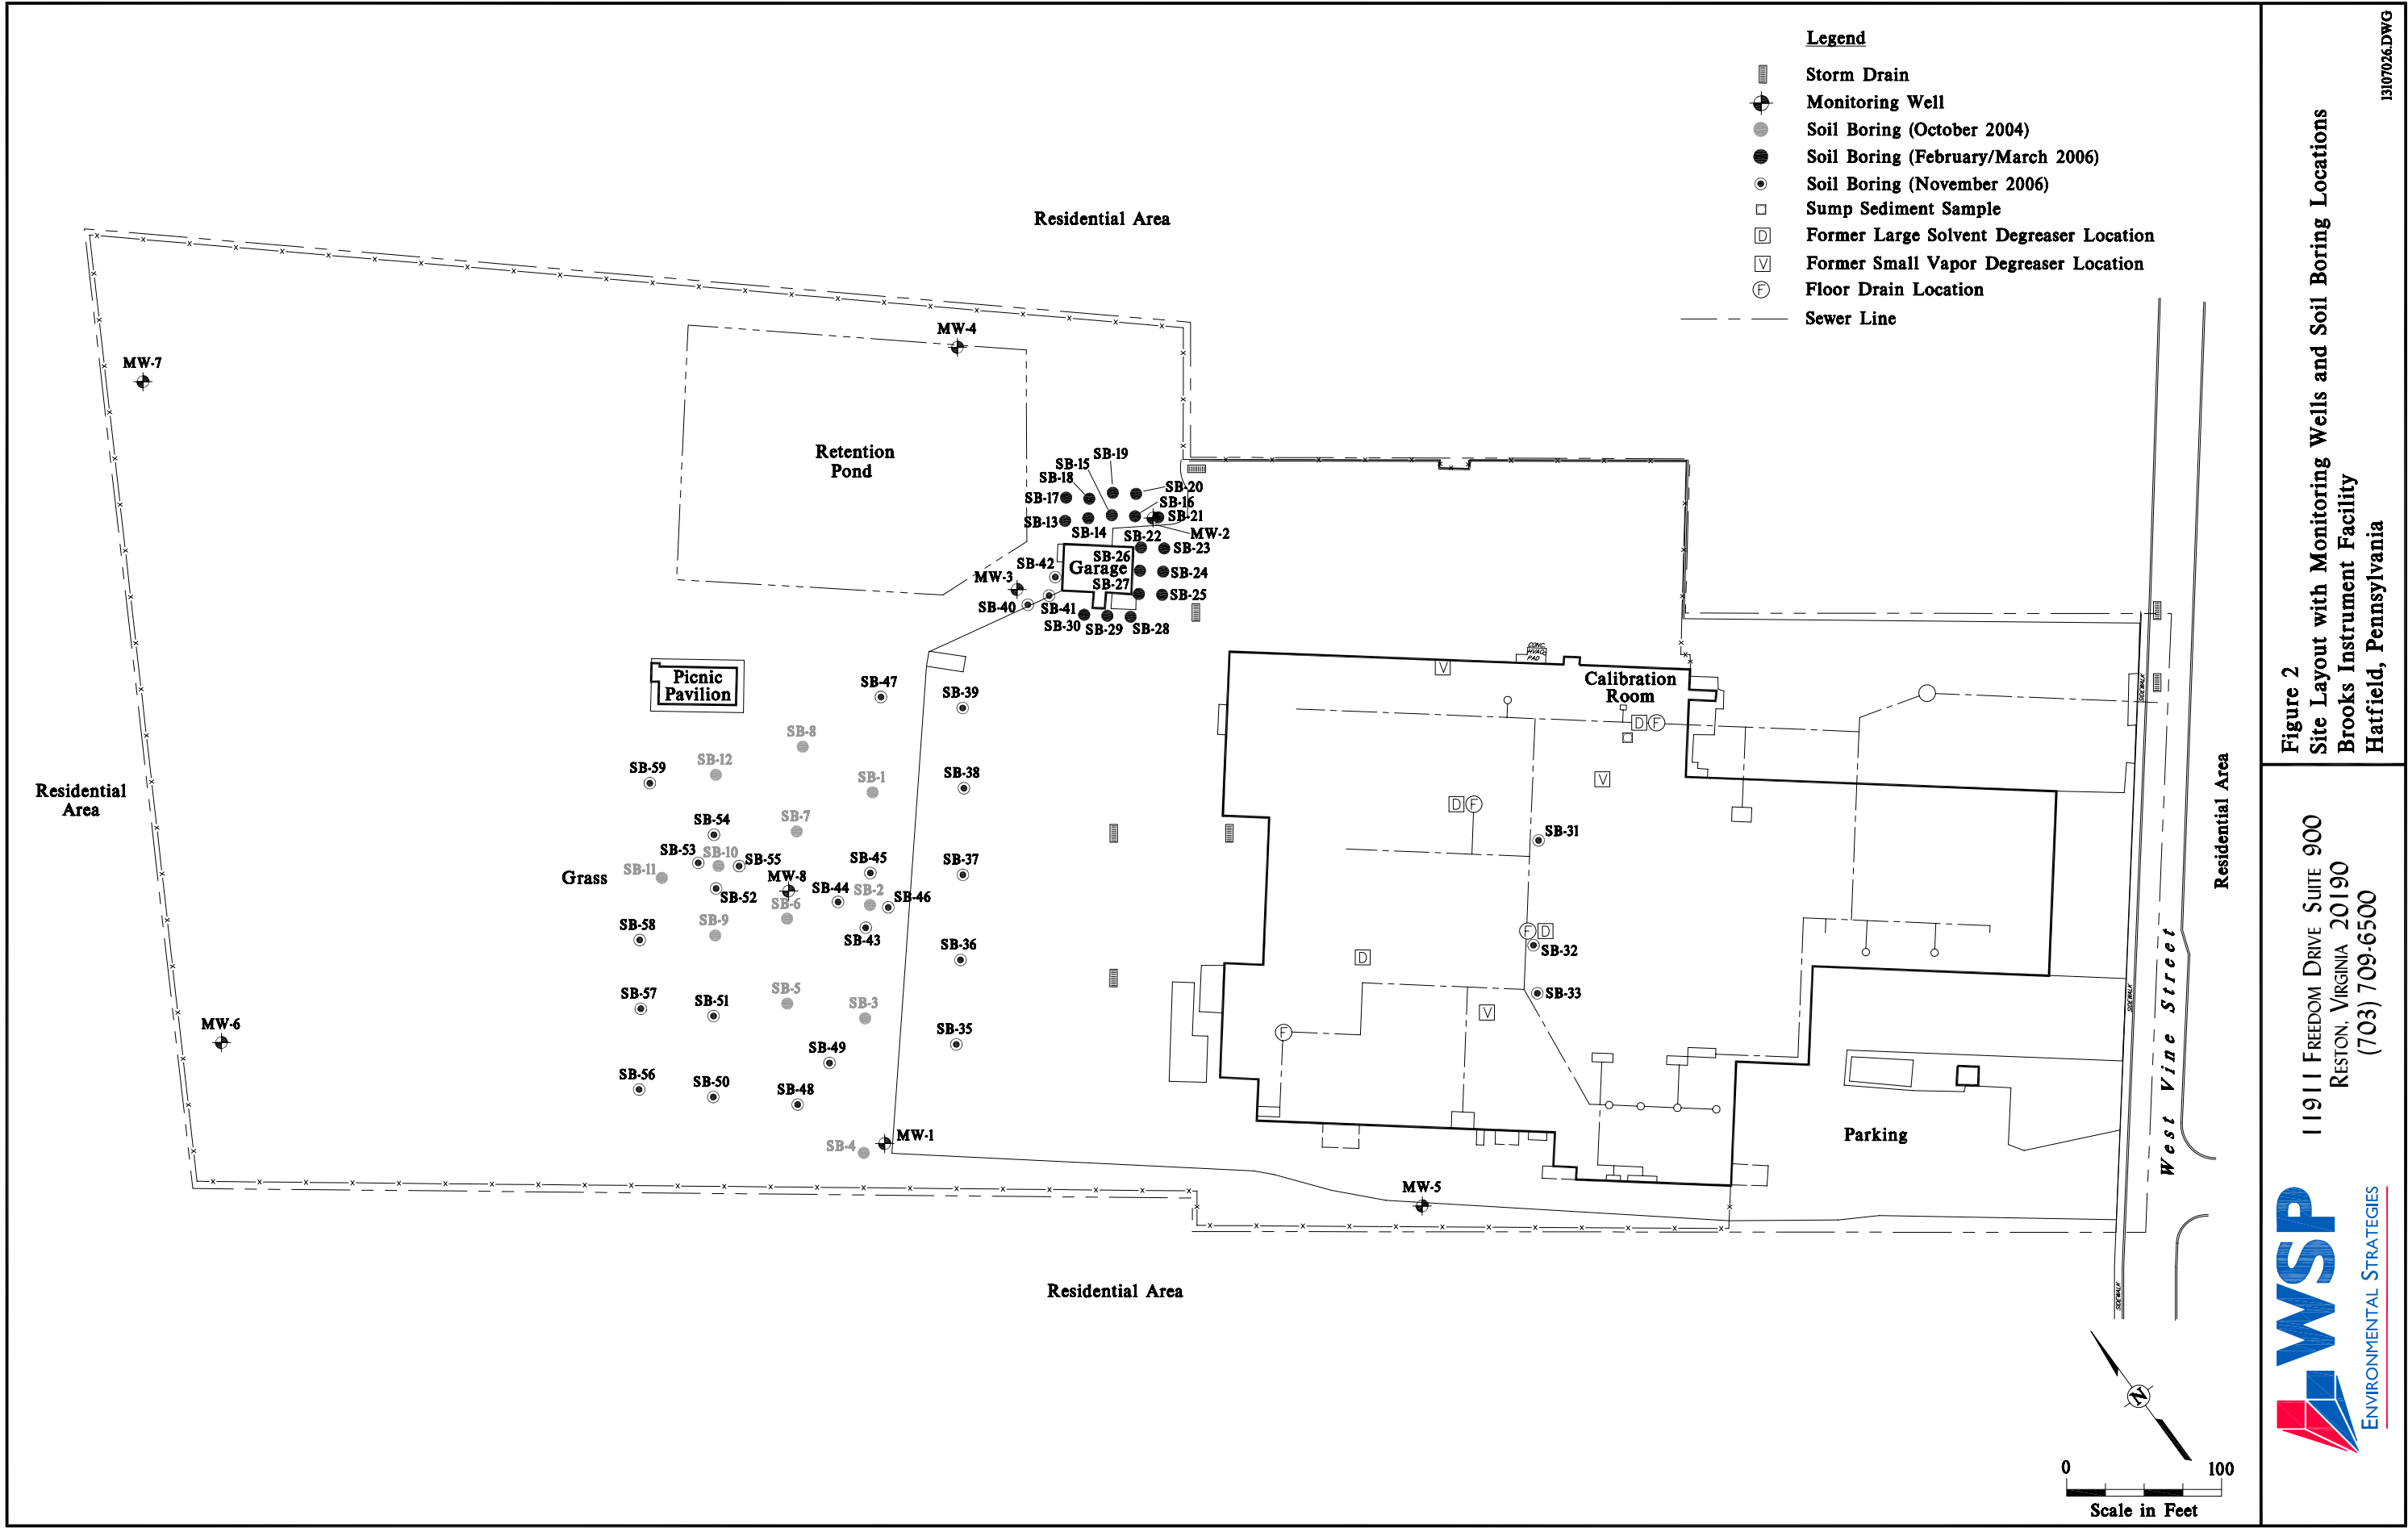 Legend
Storm Drain
Monitoring Well
Soil Boring (October 2004)
Soil Boring (February/March 2006)
Soil Boring (November 2006)
Sump Sediment Sample
D Former Large Solvent Degreaser Location
V Former Small Vapor Degreaser Location
F Floor Drain Location
Sewer Line
Residential Area
MW-4
MW-7
Retention
Pond
SB-19
SB-15
SB-18
SB-20
SB-17
SB-16
SB-13
SB-21
SB-14
SB-22
MW-2
SB-26
SB-23
SB-42
Garage
MW-3
SB-27
SB-24
SB-25
SB-40
SB-41
SB-30
SB-29
SB-28
Picnic
Pavilion
SB-47
SB-39
CONC.
HVAC
PAD
V
Calibration
Room
D F
SB-8
SB-12
SB-59
SB-1
SB-38
V
Residential
Area
SB-54
SB-7
D F
SB-31
SB-53
SB-10
SB-55
SB-45
SB-37
SB-11
Grass
MW-8
SB-44
SB-2
SB-46
SB-52
SB-6
SB-58
SB-9
SB-43
SB-36
F D
SB-32
D
SB-57
SB-51
SB-5
SB-3
SB-33
V
MW-6
SB-35
F
SB-49
SB-56
SB-50
SB-48
SB-4
MW-1
MW-5
Parking
Residential Area
SIDEWALK
SIDEWALK
SIDEWALK
West Vine Street
Residential Area
N
0 100
Scale in Feet
13107026.DWG
Figure 2
Site Layout with Monitoring Wells and Soil Boring Locations
Brooks Instrument Facility
Hatfield, Pennsylvania
11911 Freedom Drive Suite 900
Reston, Virginia 20190
(703) 709-6500
WSP
Environmental Strategies